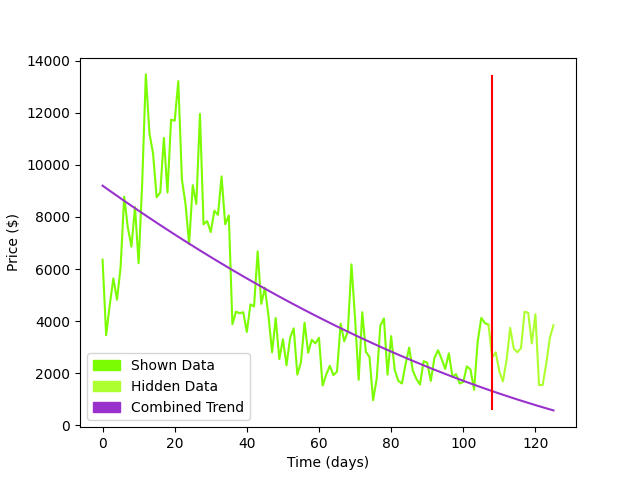 14000
12000
10000
8000
6000
4000
2000
0
Price ($)
Shown Data
Hidden Data
Combined Trend
0 20 40 60 80 100 120
Time (days)